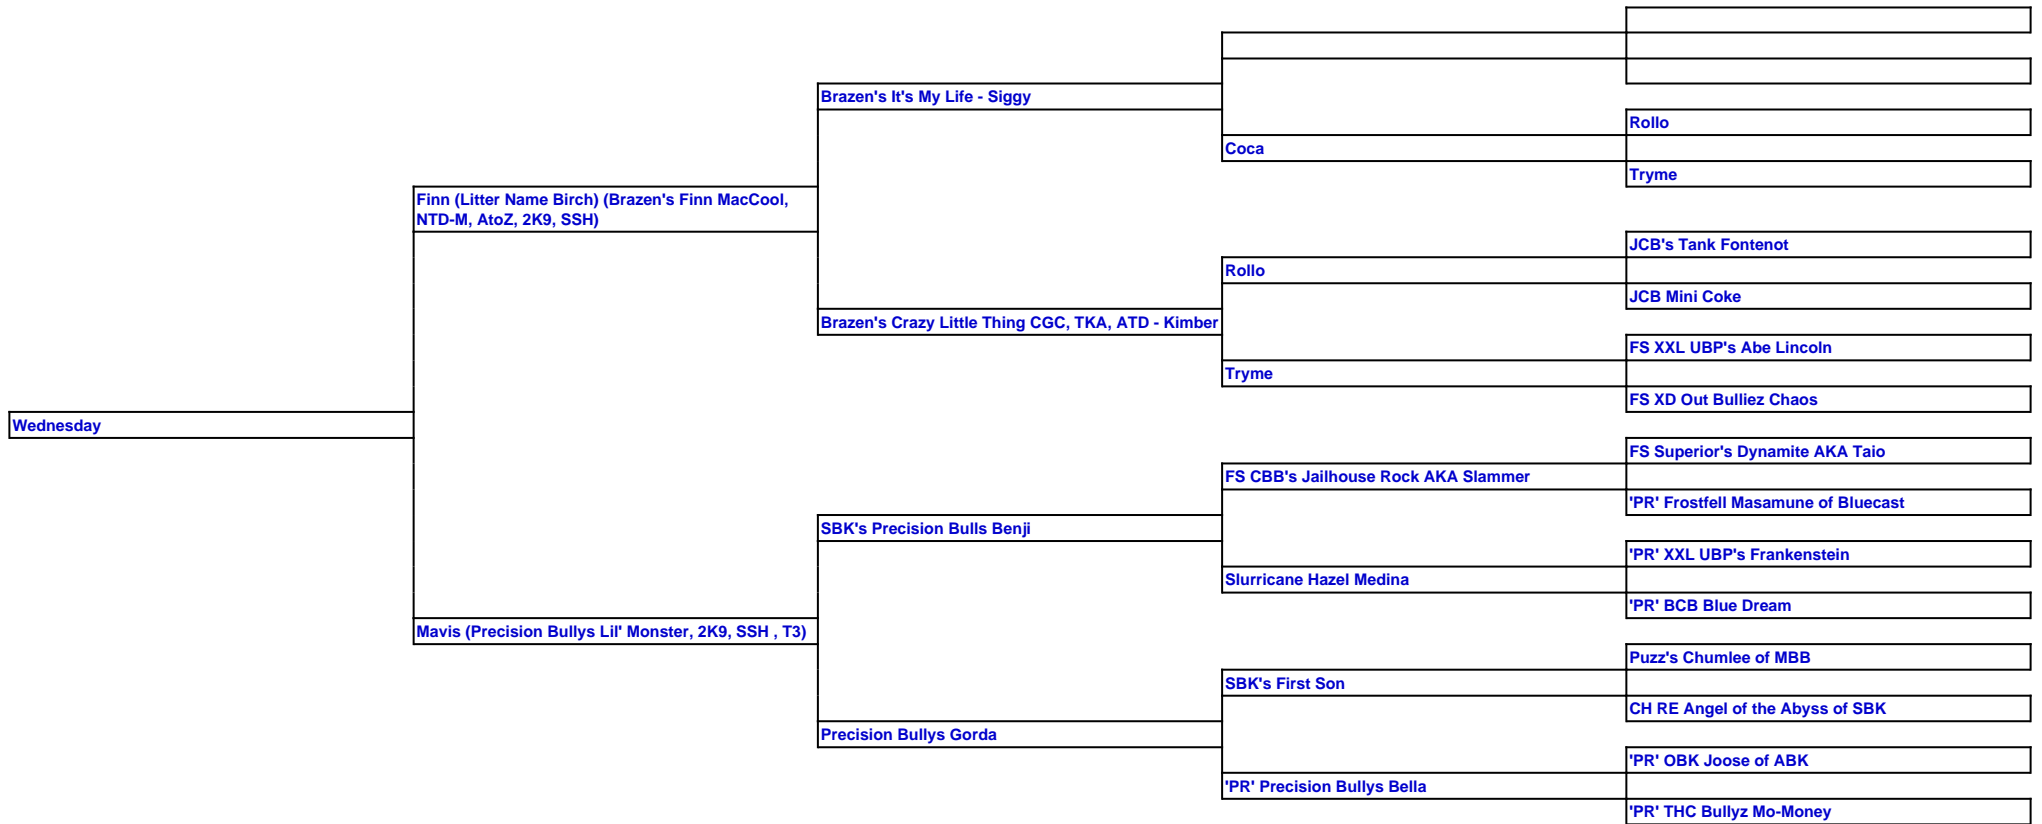 Brazen's It's My Life - Siggy
Rollo
Coca
Tryme
Finn (Litter Name Birch) (Brazen's Finn MacCool,
NTD-M, AtoZ, 2K9, SSH)
JCB's Tank Fontenot
Rollo
JCB Mini Coke
Brazen's Crazy Little Thing CGC, TKA, ATD - Kimber
FS XXL UBP's Abe Lincoln
Tryme
FS XD Out Bulliez Chaos
Wednesday
FS Superior's Dynamite AKA Taio
FS CBB's Jailhouse Rock AKA Slammer
'PR' Frostfell Masamune of Bluecast
SBK's Precision Bulls Benji
'PR' XXL UBP's Frankenstein
Slurricane Hazel Medina
'PR' BCB Blue Dream
Mavis (Precision Bullys Lil' Monster, 2K9, SSH , T3)
Puzz's Chumlee of MBB
SBK's First Son
CH RE Angel of the Abyss of SBK
Precision Bullys Gorda
'PR' OBK Joose of ABK
'PR' Precision Bullys Bella
'PR' THC Bullyz Mo-Money